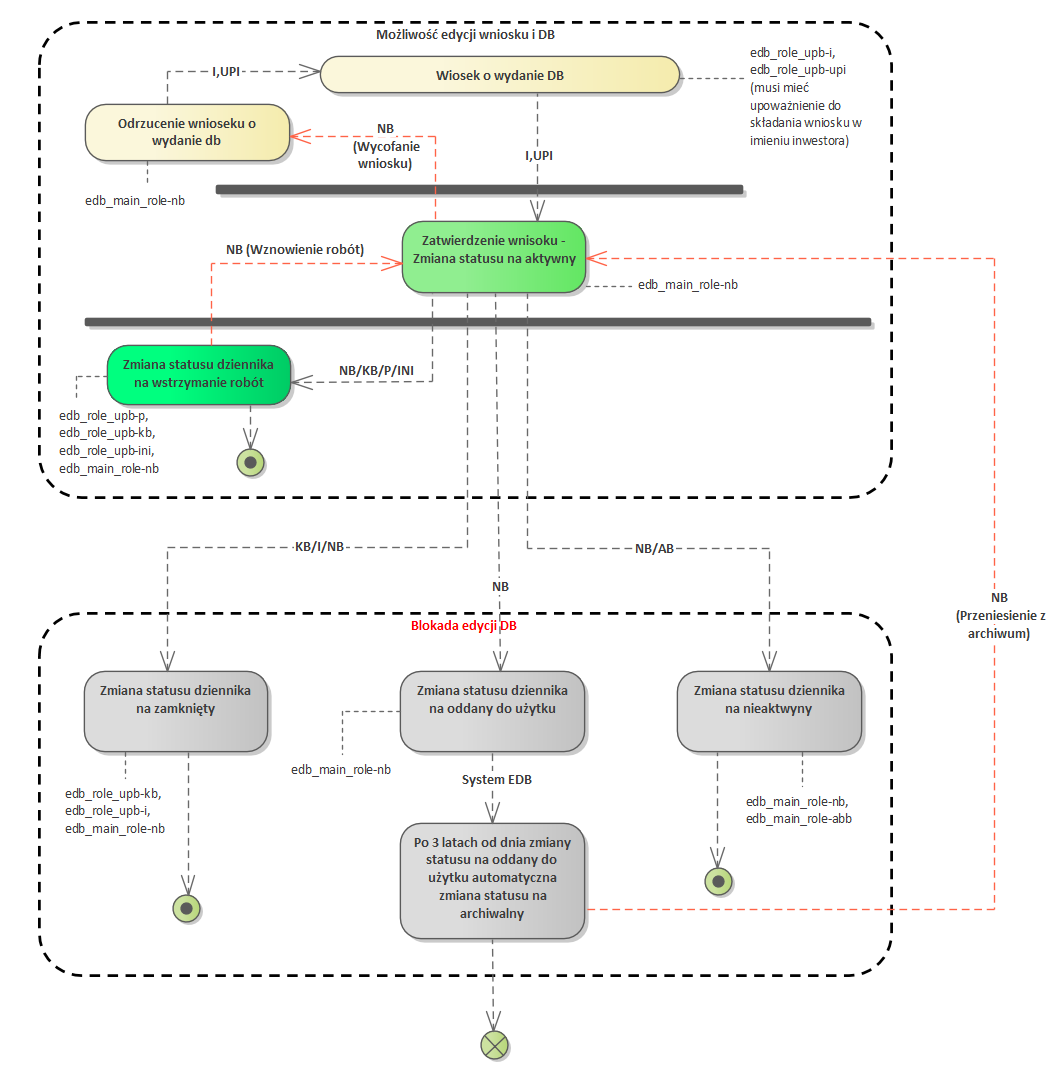 Możliwość edycji wniosku i DB
Wiosek o wydanie DB
edb_role_upb-i,
edb_role_upb-upi
(musi mieć
upoważnienie do
składania wniosku w
imieniu inwestora)
I,UPI
Odrzucenie wnioseku o
wydanie db
edb_main_role-nb
NB
(Wycofanie
wniosku)
I,UPI
Zatwierdzenie wnisoku -
Zmiana statusu na aktywny
edb_main_role-nb
NB (Wznowienie robót)
Zmiana statusu dziennika
na wstrzymanie robót
NB/KB/P/INI
edb_role_upb-p,
edb_role_upb-kb,
edb_role_upb-ini,
edb_main_role-nb
KB/I/NB
NB
NB/AB
NB
(Przeniesienie z
archiwum)
Blokada edycji DB
Zmiana statusu dziennika
na zamknięty
Zmiana statusu dziennika
na oddany do użytku
Zmiana statusu dziennika
na nieaktwyny
edb_main_role-nb
System EDB
edb_role_upb-kb,
edb_role_upb-i,
edb_main_role-nb
edb_main_role-nb,
edb_main_role-abb
Po 3 latach od dnia zmiany
statusu na oddany do
użytku automatyczna
zmiana statusu na
archiwalny